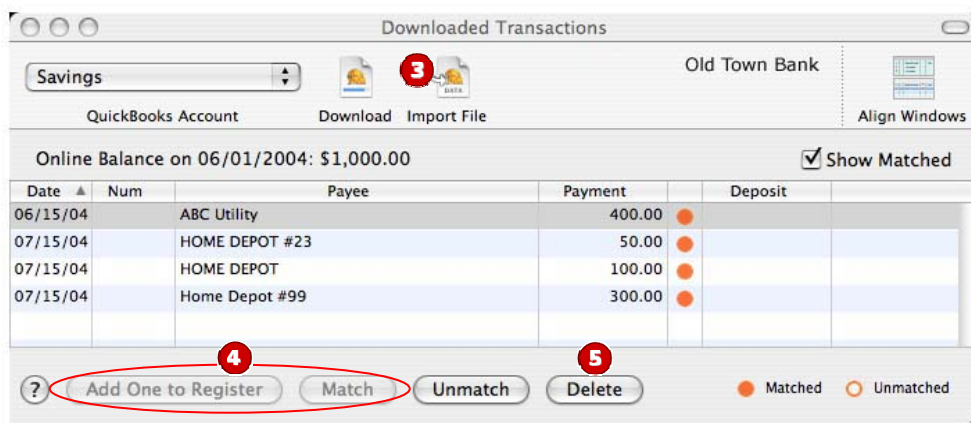 Downloaded Transactions
Savings
3
DATA
Old Town Bank
QuickBooks Account Download Import File Align Windows
Online Balance on 06/01/2004: $1,000.00 Show Matched
Date Num Payee Payment Deposit
06/15/04 ABC Utility 400.00
07/15/04 HOME DEPOT #23 50.00
07/15/04 HOME DEPOT 100.00
07/15/04 Home Depot #99 300.00
4 5
? Add One to Register Match Unmatch Delete Matched Unmatched